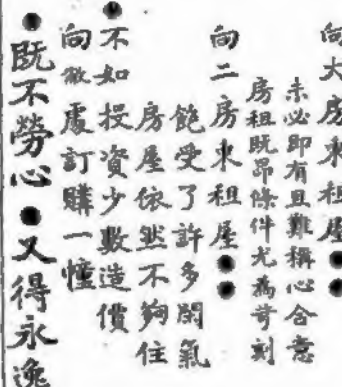 向大房東租屋●●
未必即有且難稱心合意
房租既昂條件尤為苛刻
向二房東租屋●●
飽受了許多閒氣
房屋依然不夠住
●不如投資少數造價
向敝處訂購一幢
●既不勞心●又得永逸